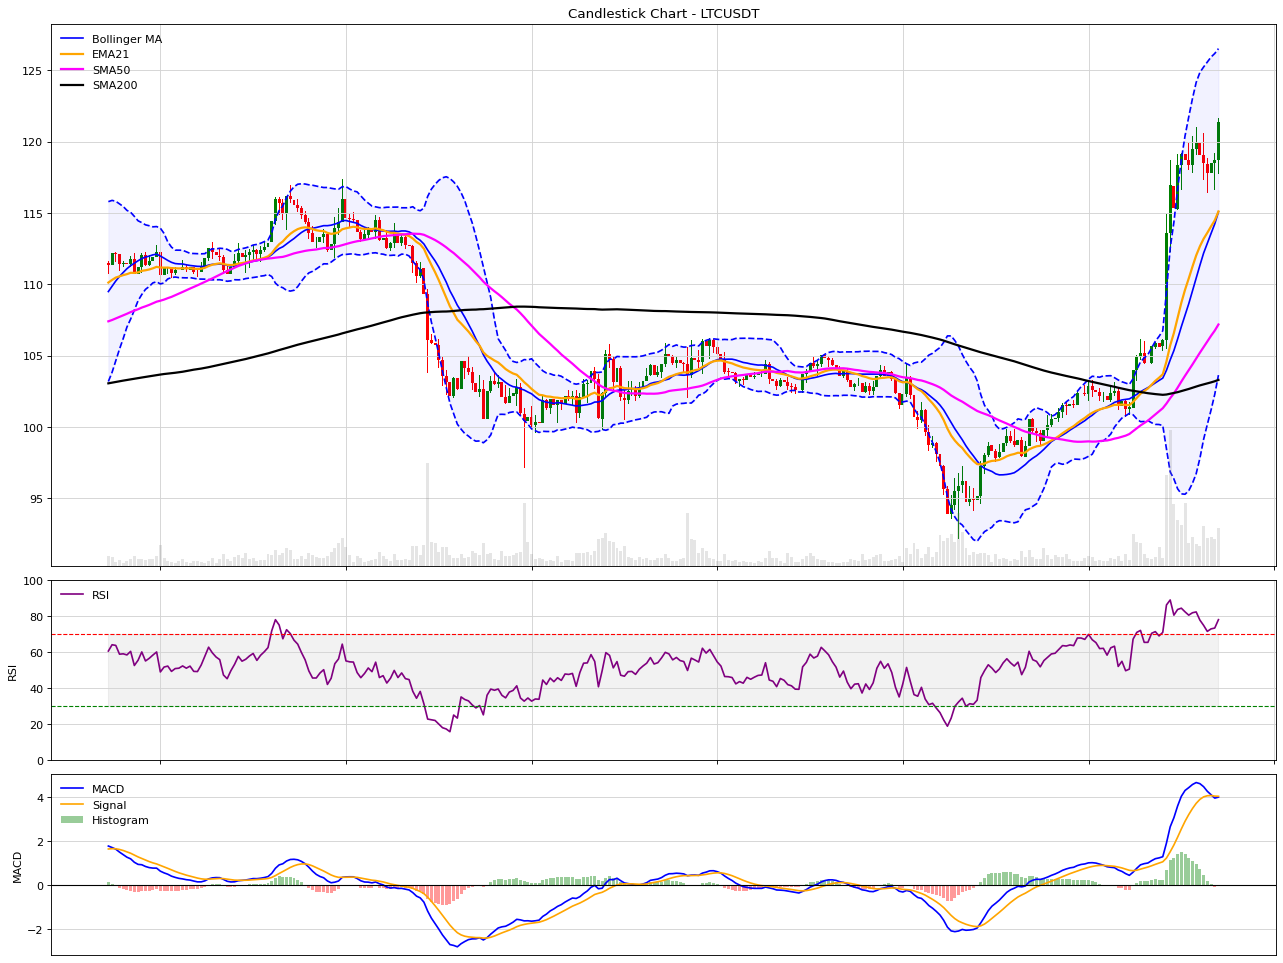 Candlestick Chart - LTCUSDT
Bollinger MA
EMA21
SMA50
SMA200
125
120
115
110
105
100
95
RSI
100
80
60
40
20
0
RSI
MACD
Signal
Histogram
4
2
0
−2
MACD